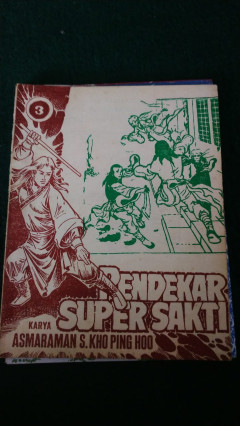 3
PENDEKAR
SUPER SAKTI
KARYA
ASMARAMAN S. KHO PING HOO